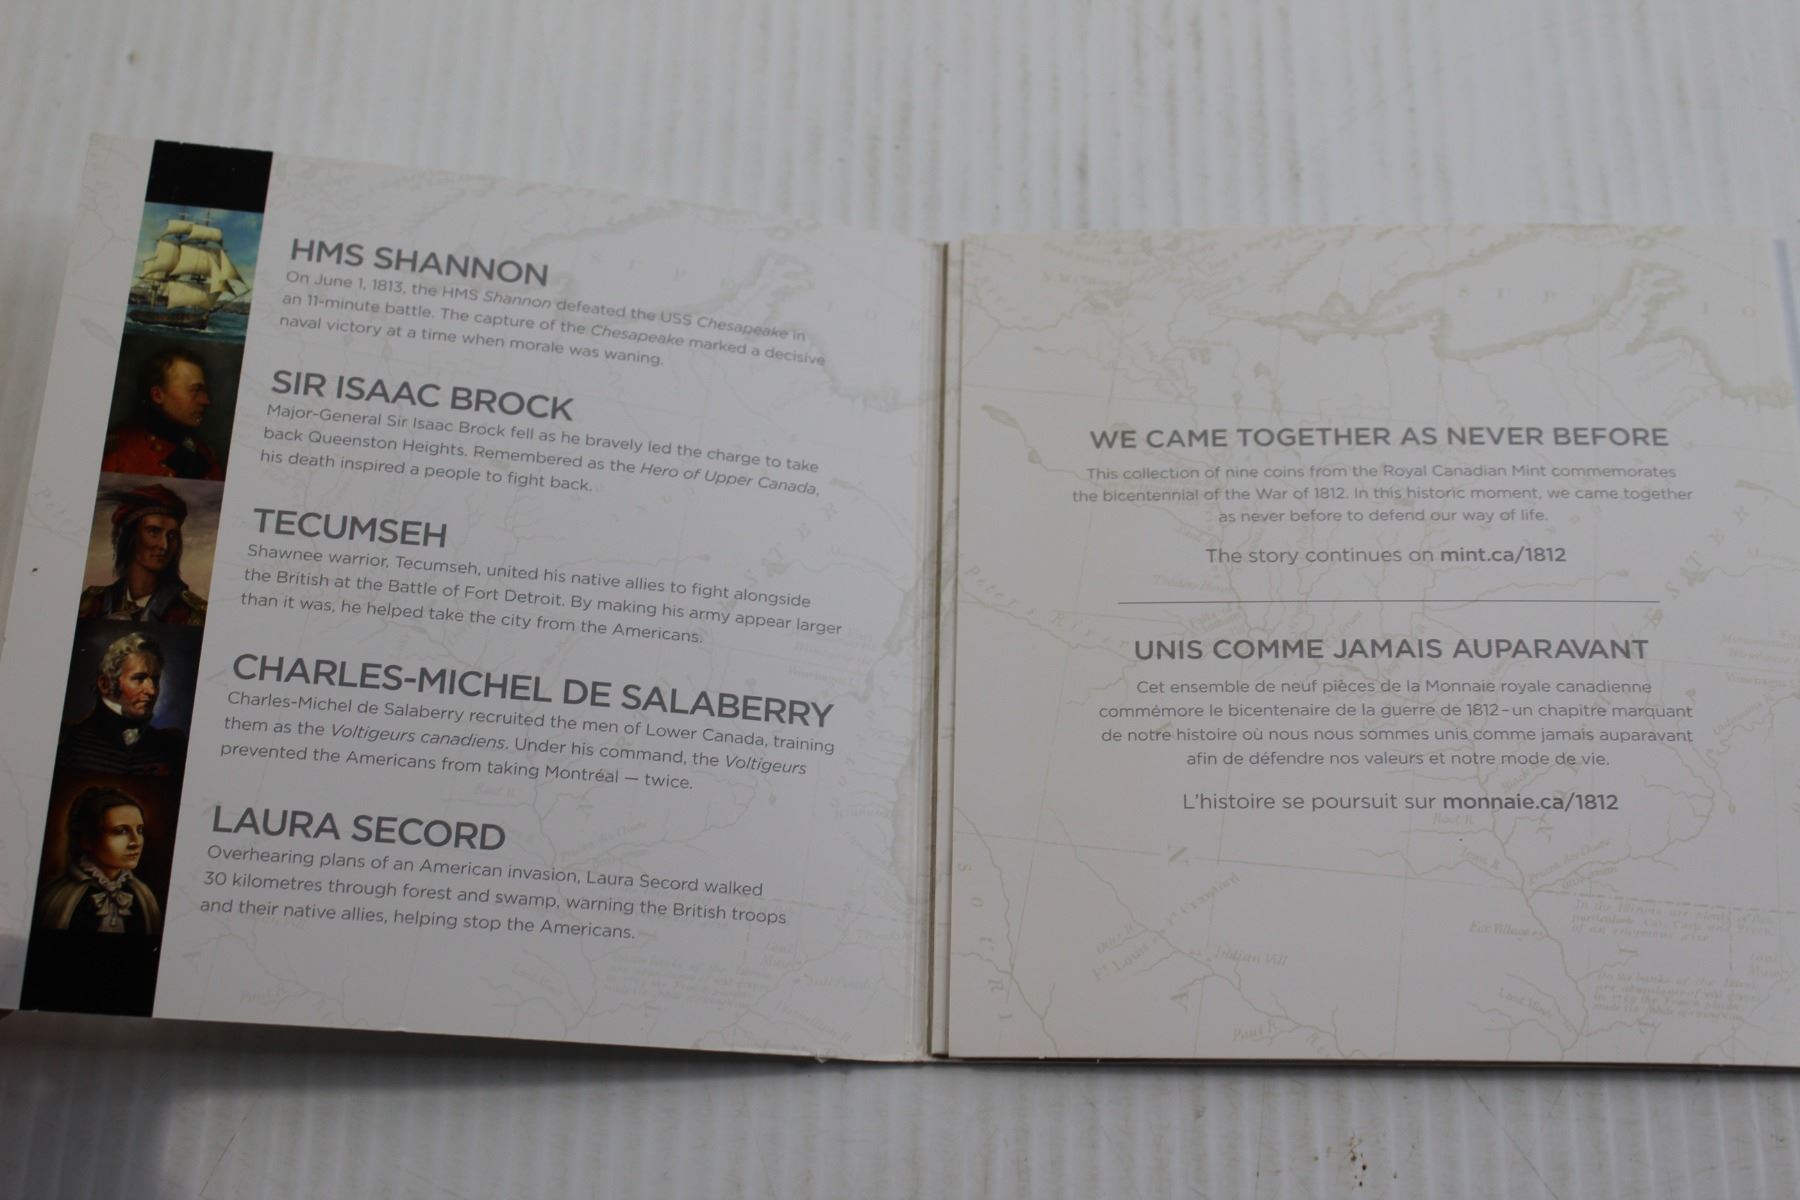 HMS SHANNON
On June 1, 1813, the HMS Shannon defeated the USS Chesapeake in
an 11-minute battle. The capture of the Chesapeake marked a decisive
naval victory at a time when morale was waning.
SIR ISAAC BROCK
Major-General Sir Isaac Brock fell as he bravely led the charge to take
back Queenston Heights. Remembered as the Hero of Upper Canada,
his death inspired a people to fight back.
TECUMSEH
Shawnee warrior, Tecumseh, united his native allies to fight alongside
the British at the Battle of Fort Detroit. By making his army appear larger
than it was, he helped take the city from the Americans.
CHARLES-MICHEL DE SALABERRY
Charles-Michel de Salaberry recruited the men of Lower Canada, training
them as the Voltigeurs canadiens. Under his command, the Voltigeurs
prevented the Americans from taking Montréal — twice.
LAURA SECORD
Overhearing plans of an American invasion, Laura Secord walked
30 kilometres through forest and swamp, warning the British troops
and their native allies, helping stop the Americans.
WE CAME TOGETHER AS NEVER BEFORE
This collection of nine coins from the Royal Canadian Mint commemorates
the bicentennial of the War of 1812. In this historic moment, we came together
as never before to defend our way of life.
The story continues on mint.ca/1812
UNIS COMME JAMAIS AUPARAVANT
Cet ensemble de neuf pièces de la Monnaie royale canadienne
commémore le bicentenaire de la guerre de 1812–un chapitre marquant
de notre histoire où nous nous sommes unis comme jamais auparavant
afin de défendre nos valeurs et notre mode de vie.
L'histoire se poursuit sur monnaie.ca/1812
Indian Vill
Paul R